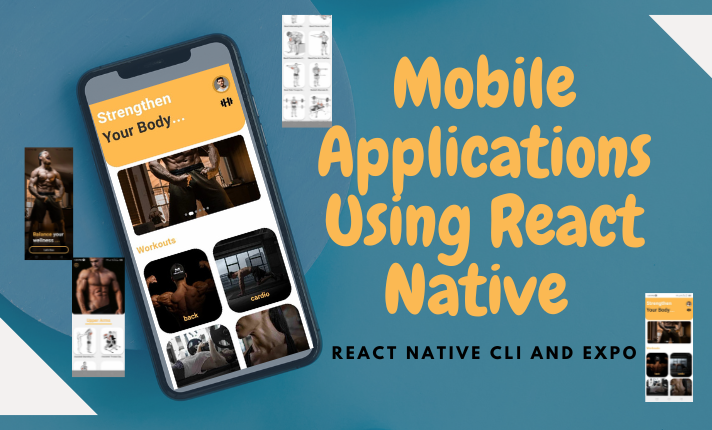 Mobile
Applications
Using React
Native
REACT NATIVE CLI AND EXPO
Strengthen
Your Body...
Workouts
back
cardio
Balance your
wellness
Strengthen
Your Body...